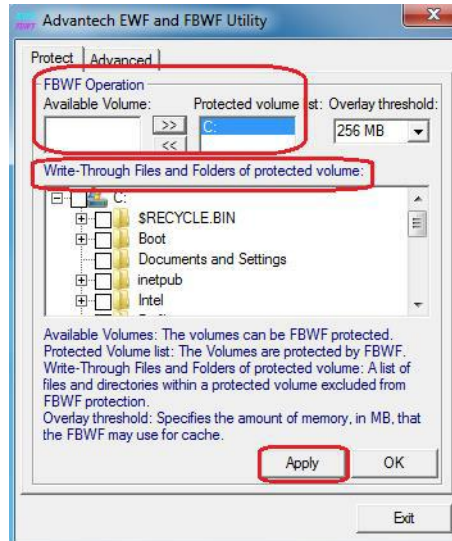 Advantech EWF and FBWF Utility
Protect Advanced
FBWF Operation
Available Volume: Protected volume st: Overlay threshold:
>> C: 256 MB
<<
Write-Through Files and Folders of protected volume:
C:
$RECYCLE.BIN
Boot
Documents and Settings
inetpub
Intel
Available Volumes: The volumes can be FBWF protected.
Protected Volume list: The Volumes are protected by FBWF.
Write-Through Files and Folders of protected volume: A list of
files and directories within a protected volume excluded from
FBWF protection.
Overlay threshold: Specifies the amount of memory, in MB, that
the FBWF may use for cache.
Apply OK
Exit